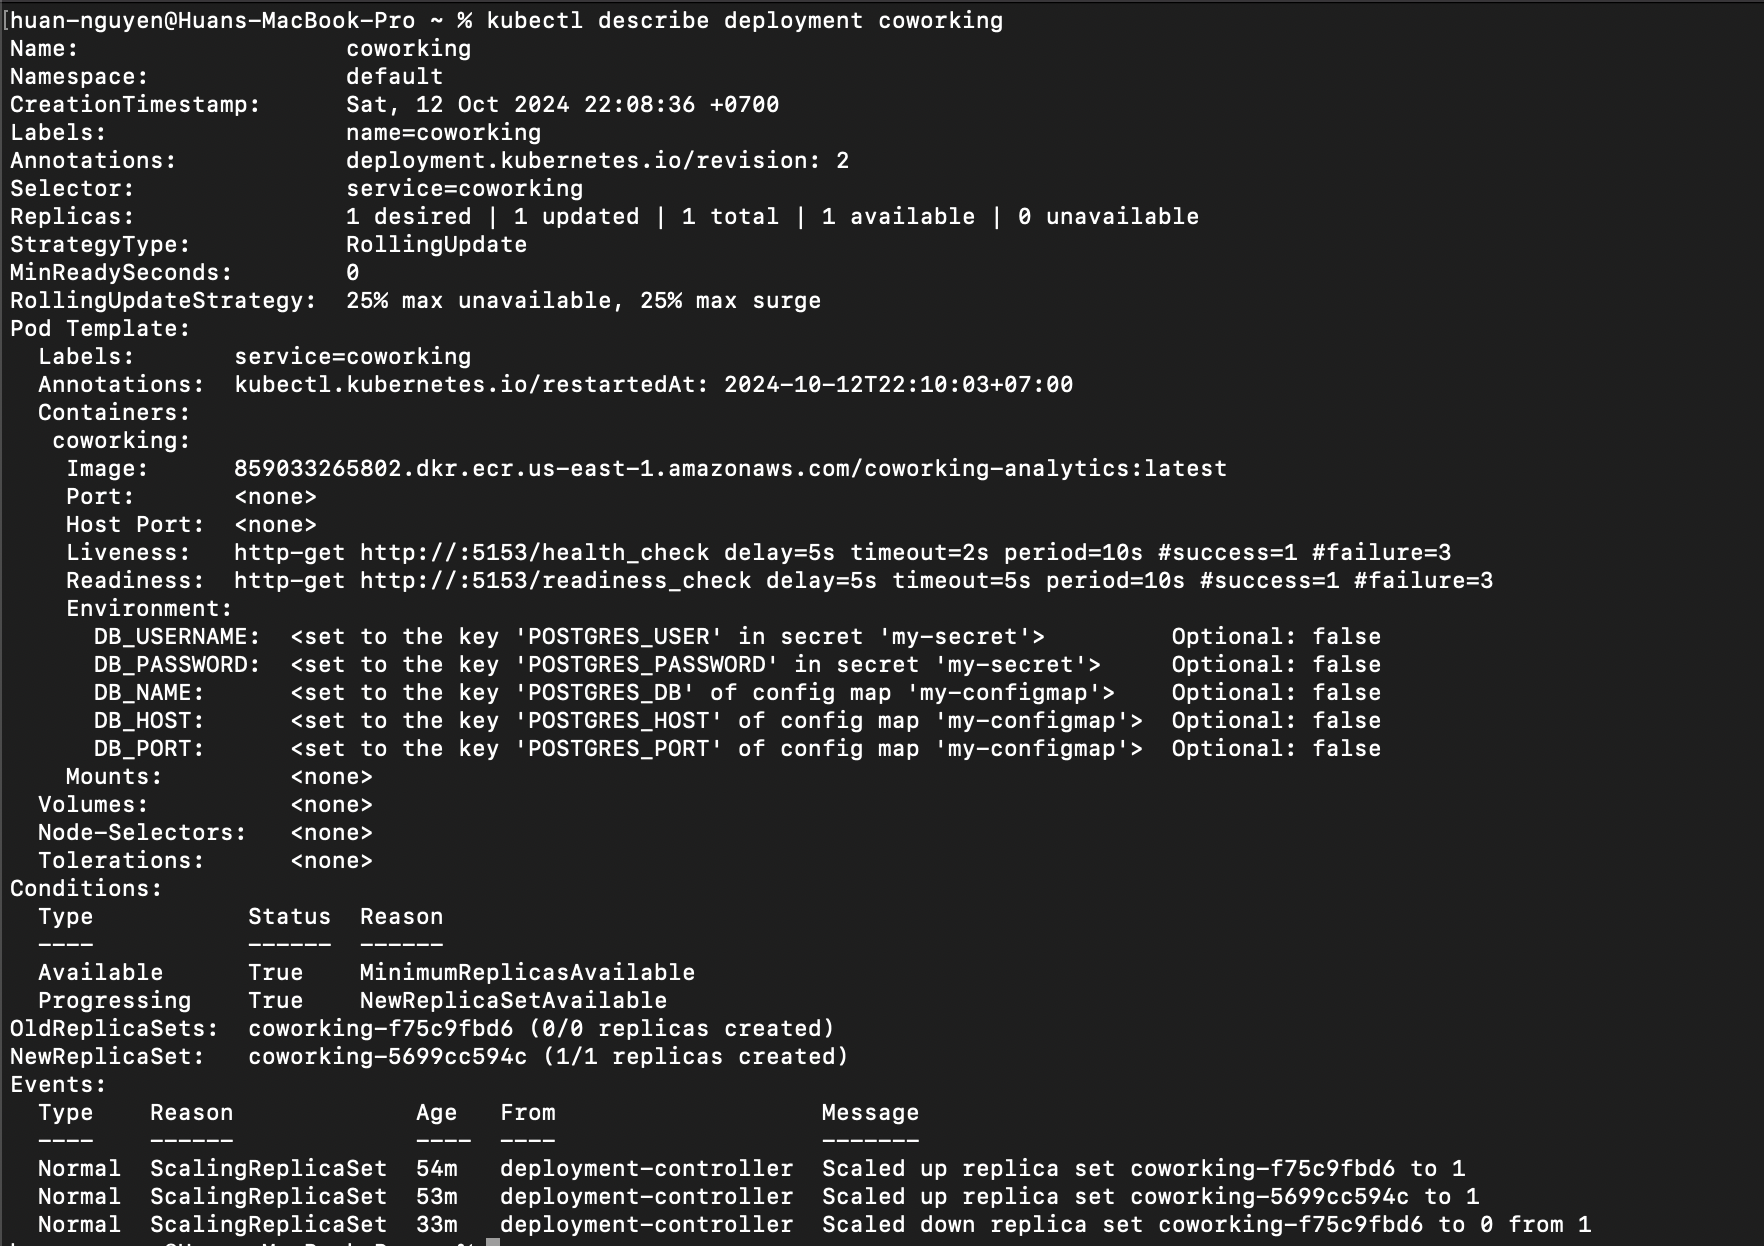 [huan-nguyen@Huans-MacBook-Pro ~ % kubectl describe deployment coworking
Name:                   coworking
Namespace:              default
CreationTimestamp:      Sat, 12 Oct 2024 22:08:36 +0700
Labels:                 name=coworking
Annotations:            deployment.kubernetes.io/revision: 2
Selector:               service=coworking
Replicas:               1 desired | 1 updated | 1 total | 1 available | 0 unavailable
StrategyType:           RollingUpdate
MinReadySeconds:        0
RollingUpdateStrategy:  25% max unavailable, 25% max surge
Pod Template:
  Labels:       service=coworking
  Annotations:  kubectl.kubernetes.io/restartedAt: 2024-10-12T22:10:03+07:00
  Containers:
   coworking:
    Image:      859033265802.dkr.ecr.us-east-1.amazonaws.com/coworking-analytics:latest
    Port:       <none>
    Host Port:  <none>
    Liveness:   http-get http://:5153/health_check delay=5s timeout=2s period=10s #success=1 #failure=3
    Readiness:  http-get http://:5153/readiness_check delay=5s timeout=5s period=10s #success=1 #failure=3
    Environment:
      DB_USERNAME:  <set to the key 'POSTGRES_USER' in secret 'my-secret'>         Optional: false
      DB_PASSWORD:  <set to the key 'POSTGRES_PASSWORD' in secret 'my-secret'>     Optional: false
      DB_NAME:      <set to the key 'POSTGRES_DB' of config map 'my-configmap'>    Optional: false
      DB_HOST:      <set to the key 'POSTGRES_HOST' of config map 'my-configmap'>  Optional: false
      DB_PORT:      <set to the key 'POSTGRES_PORT' of config map 'my-configmap'>  Optional: false
    Mounts:         <none>
  Volumes:          <none>
  Node-Selectors:   <none>
  Tolerations:      <none>
Conditions:
  Type           Status  Reason
  ----           ------  ------
  Available      True    MinimumReplicasAvailable
  Progressing    True    NewReplicaSetAvailable
OldReplicaSets:  coworking-f75c9fbd6 (0/0 replicas created)
NewReplicaSet:   coworking-5699cc594c (1/1 replicas created)
Events:
  Type    Reason             Age   From                   Message
  ----    ------             ----  ----                   -------
  Normal  ScalingReplicaSet  54m   deployment-controller  Scaled up replica set coworking-f75c9fbd6 to 1
  Normal  ScalingReplicaSet  53m   deployment-controller  Scaled up replica set coworking-5699cc594c to 1
  Normal  ScalingReplicaSet  33m   deployment-controller  Scaled down replica set coworking-f75c9fbd6 to 0 from 1